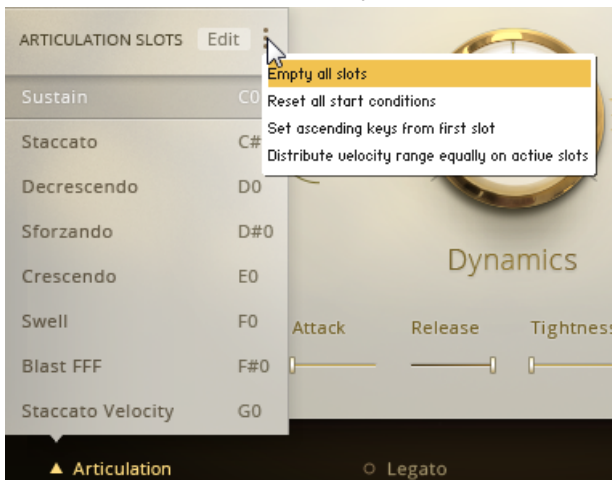 ARTICULATION SLOTS Edit
Empty all slots
Reset all start conditions
Set ascending keys from first slot
Distribute velocity range equally on active slots
Sustain C0
Staccato C#
Decrescendo D0
Sforzando D#0
Crescendo E0
Swell F0
Blast FFF F#0
Staccato Velocity G0
Dynamics
Attack Release Tightness
Articulation Legato